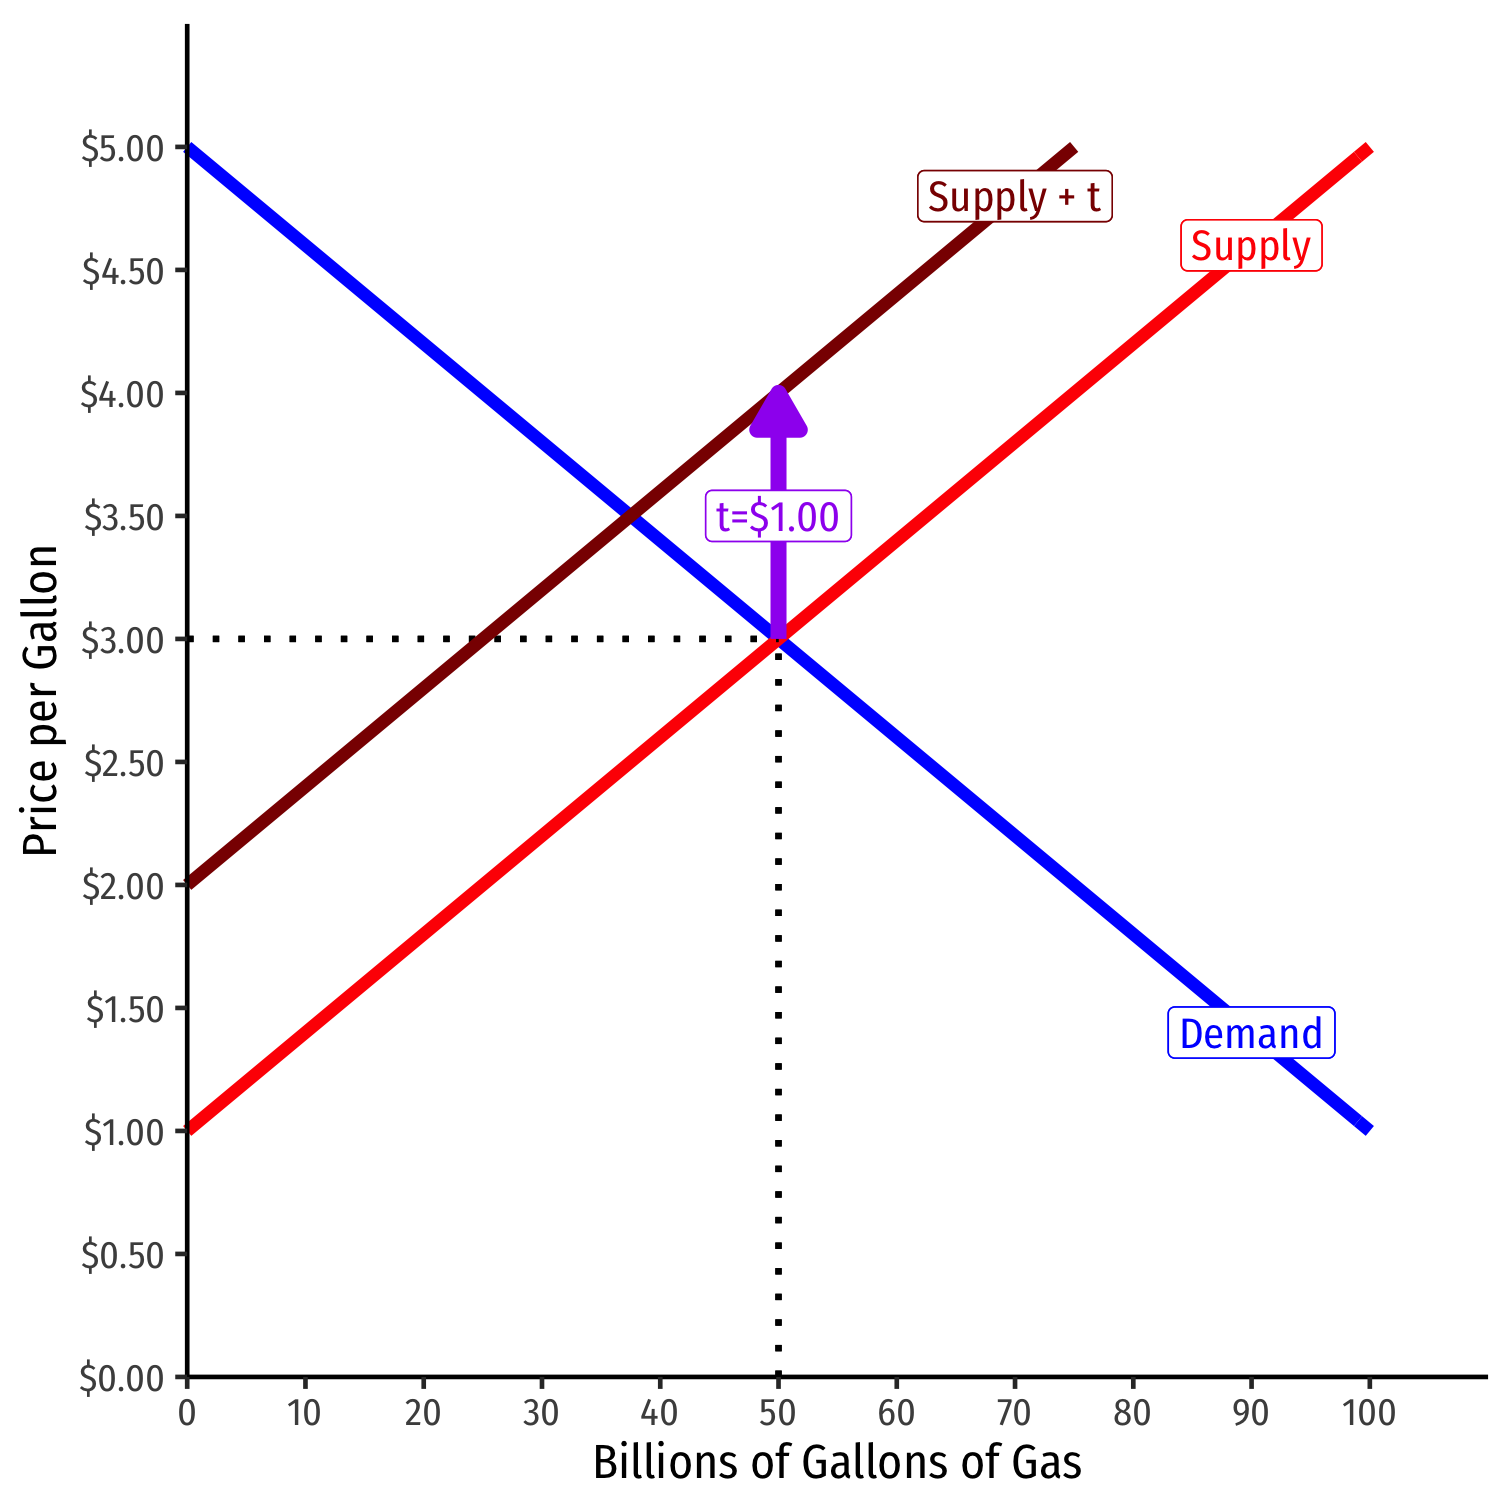 $5.00
Supply + t
Supply
$4.50
$4.00
t=$1.00
$3.50
$3.00
$2.50
$2.00
$1.50
Demand
$1.00
$0.50
$0.00
Price per Gallon
0 10 20 30 40 50 60 70 80 90 100
Billions of Gallons of Gas